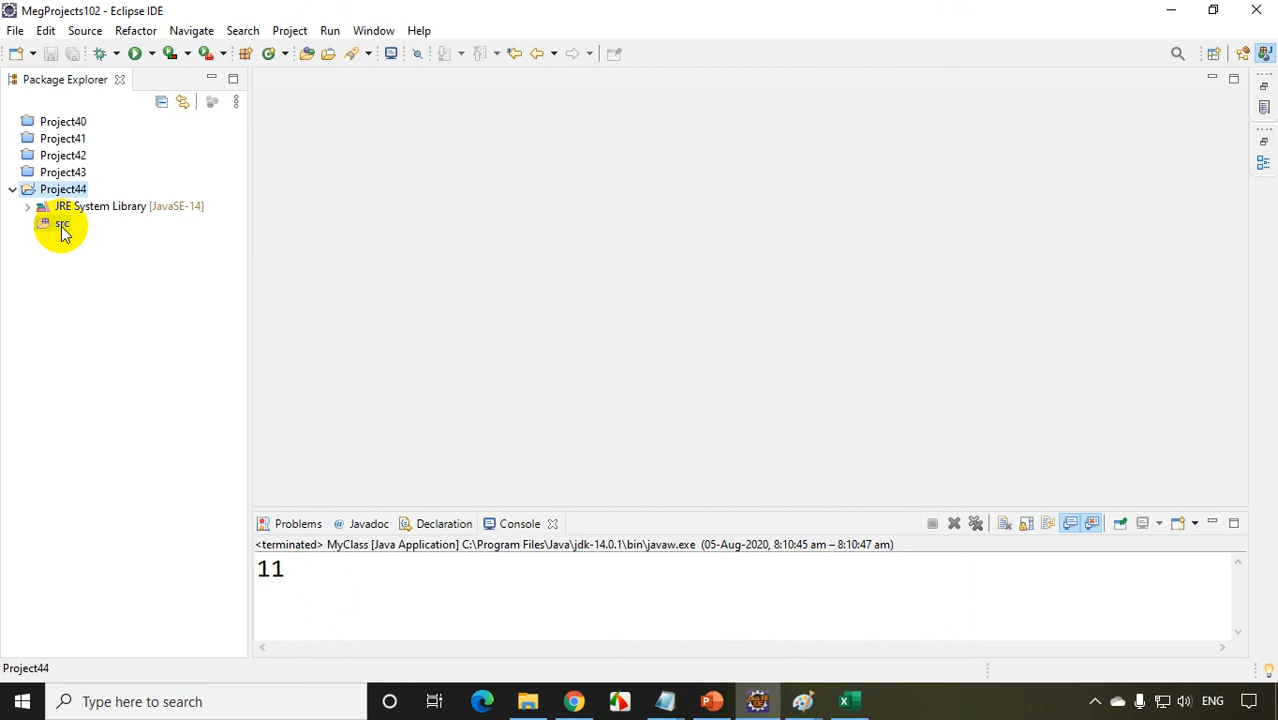 MegProjects102 - Eclipse IDE
File Edit Source Refactor Navigate Search Project Run Window Help
Package Explorer
Project40
Project41
Project42
Project43
Project44
JRE System Library [JavaSE-14]
src
Problems @ Javadoc Declaration Console
<terminated> MyClass [Java Application] C:\Program Files\Java\jdk-14.0.1\bin\javaw.exe (05-Aug-2020, 8:10:45 am – 8:10:47 am)
11
Project44
Type here to search
ENG